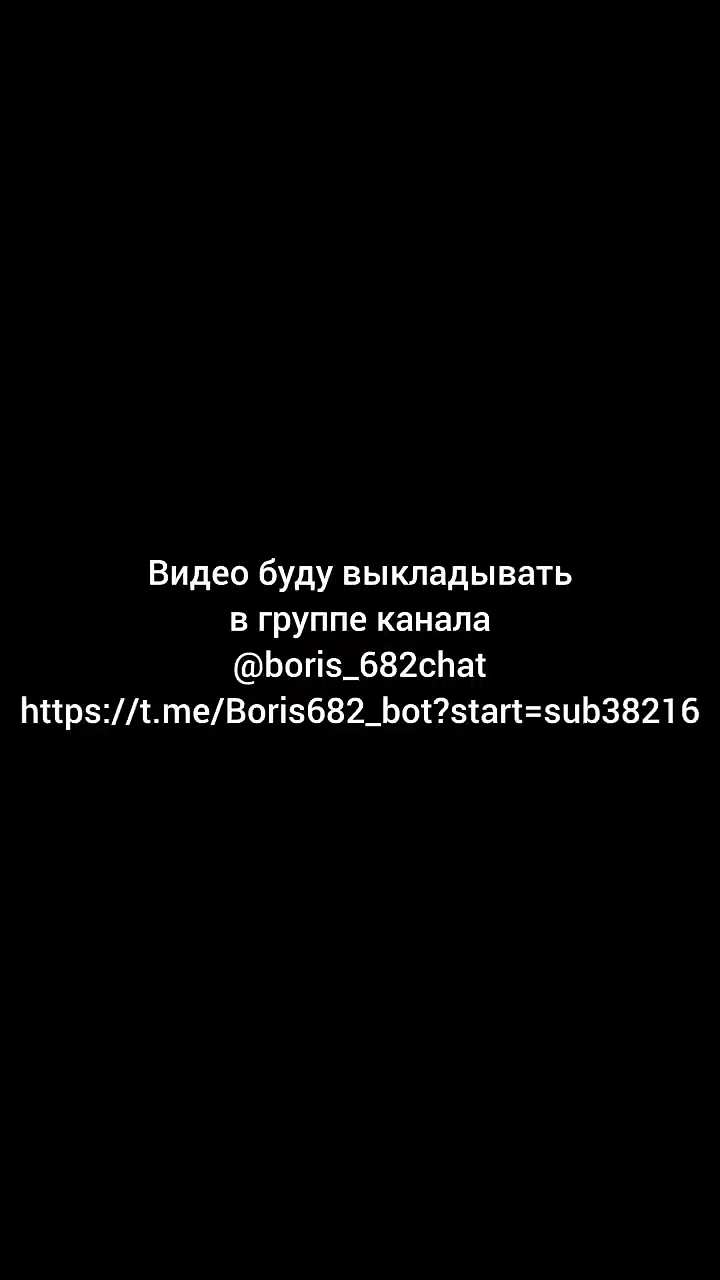 Видео буду выкладывать
в группе канала
@boris_682chat
https://t.me/Boris682_bot?start=sub38216